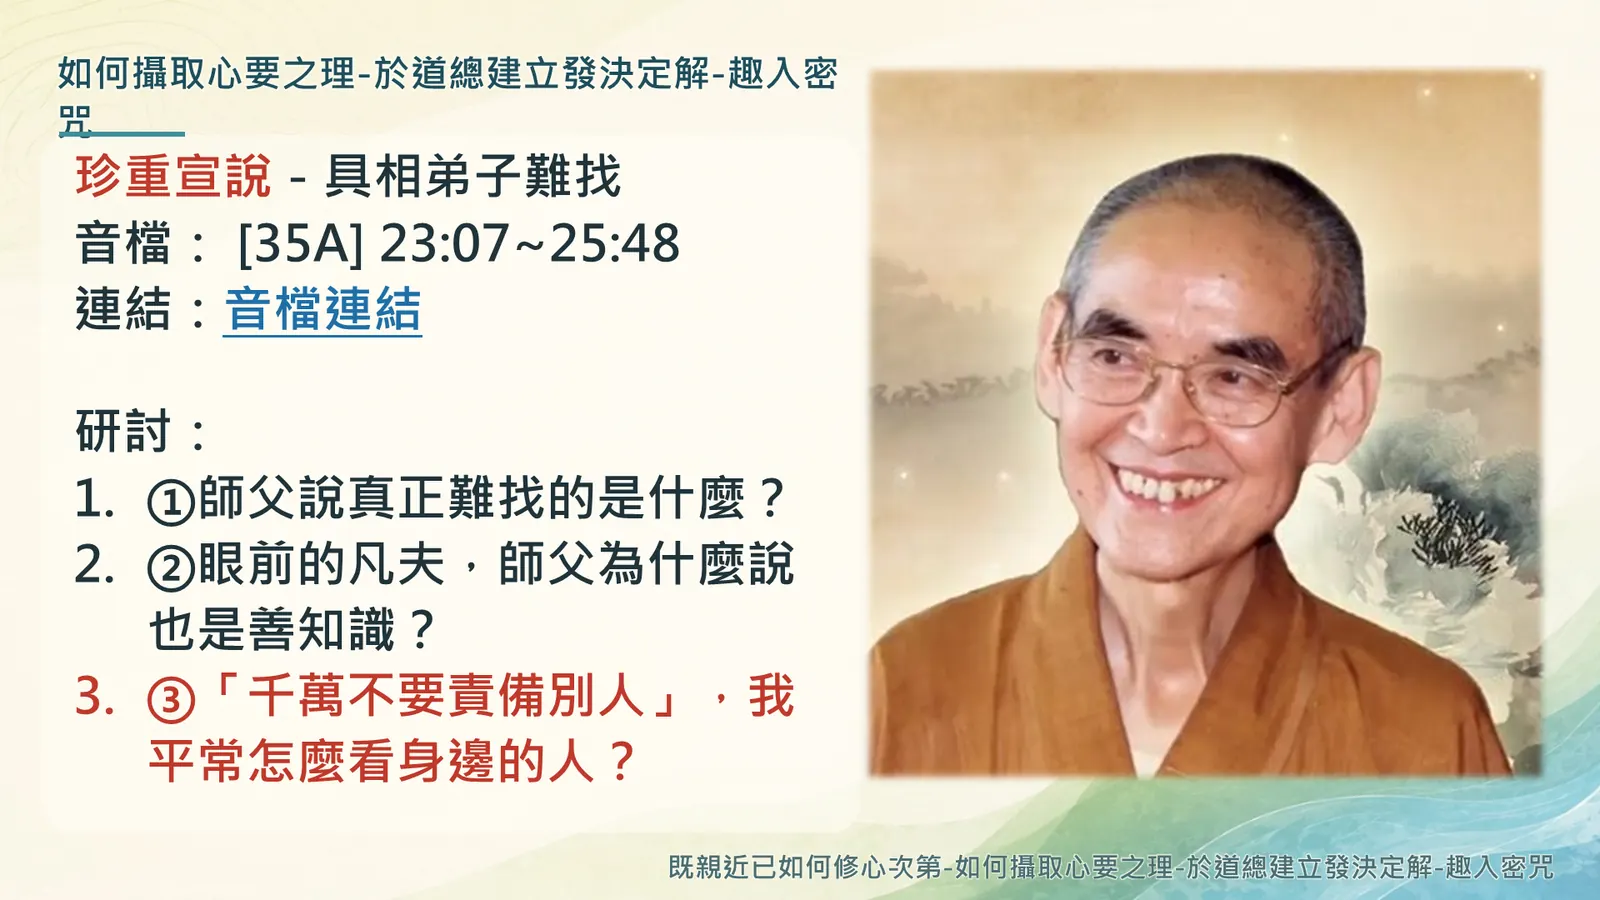 如何攝取心要之理-於道總建立發決定解-趣入密
咒
珍重宣說 - 具相弟子難找
音檔： [35A] 23:07~25:48
連結：音檔連結
研討：
1. ①師父說真正難找的是什麼？
2. ②眼前的凡夫，師父為什麼說
也是善知識？
3. ③「千萬不要責備別人」，我
平常怎麼看身邊的人？
既親近已如何修心次第-如何攝取心要之理-於道總建立發決定解-趣入密咒